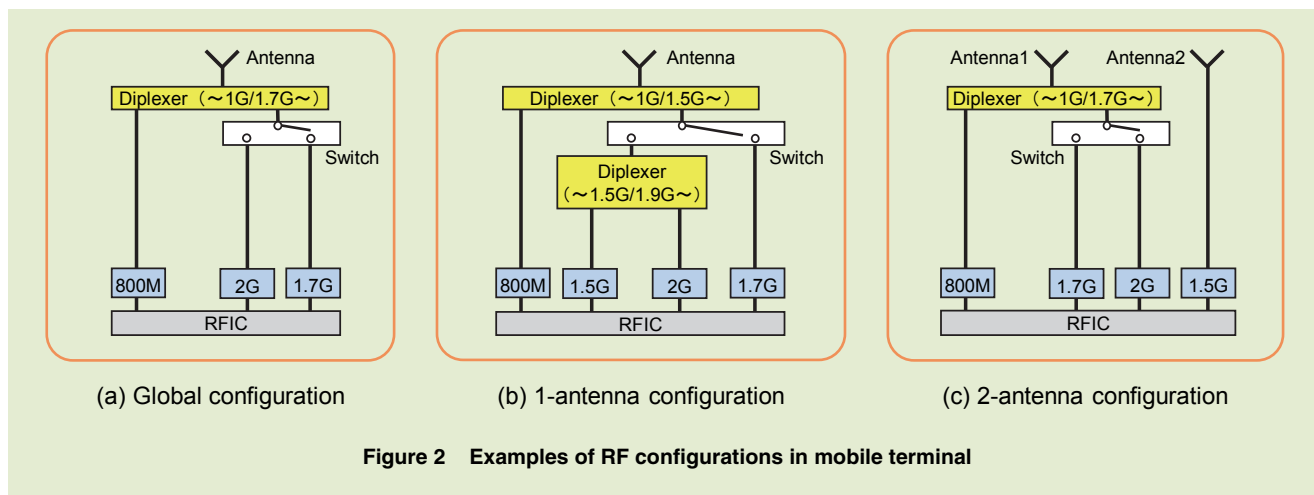 Antenna
Diplexer（～1G/1.7G～）
Switch
800M
2G
1.7G
RFIC
(a) Global configuration
Antenna
Diplexer（～1G/1.5G～）
Switch
Diplexer
（～1.5G/1.9G～）
800M
1.5G
2G
1.7G
RFIC
(b) 1-antenna configuration
Antenna1
Antenna2
Diplexer（～1G/1.7G～）
Switch
800M
1.7G
2G
1.5G
RFIC
(c) 2-antenna configuration
Figure 2 Examples of RF configurations in mobile terminal